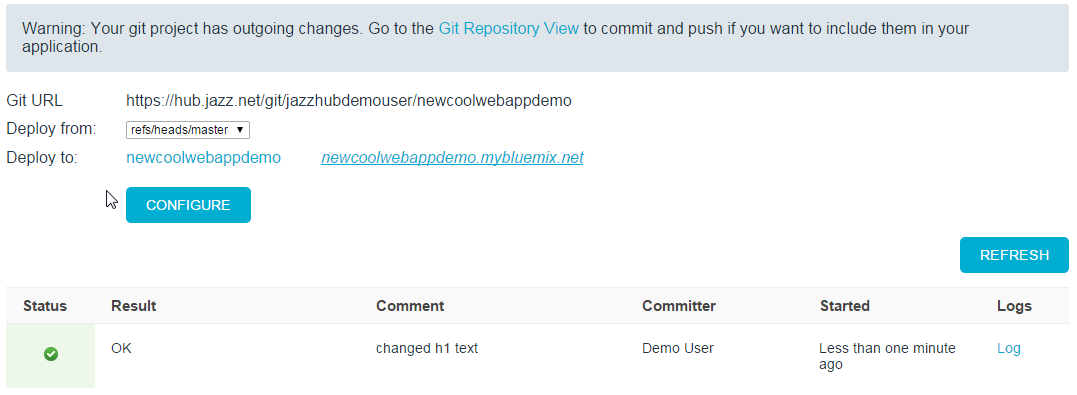 Warning: Your git project has outgoing changes. Go to the Git Repository View to commit and push if you want to include them in your
application.
Git URL https://hub.jazz.net/git/jazzhubdemouser/newcoolwebappdemo
Deploy from: refs/heads/master
Deploy to: newcoolwebappdemo newcoolwebappdemo.mybluemix.net
CONFIGURE
REFRESH
Status Result Comment Committer Started Logs
OK changed h1 text Demo User Less than one minute Log
ago